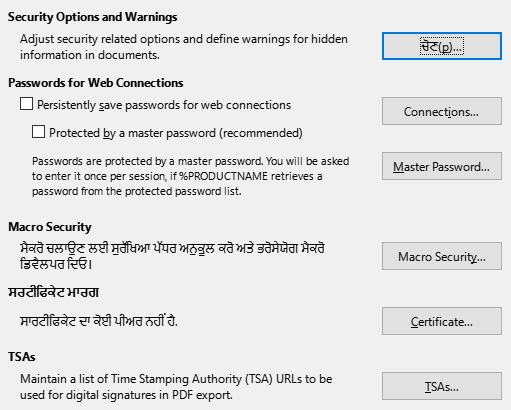 Security Options and Warnings
Adjust security related options and define warnings for hidden
information in documents.
ਚੋਣ(p)...
Passwords for Web Connections
Persistently save passwords for web connections
Connections...
Protected by a master password (recommended)
Passwords are protected by a master password. You will be asked
to enter it once per session, if %PRODUCTNAME retrieves a
password from the protected password list.
Master Password...
Macro Security
ਮੈਕਰੋ ਚਲਾਉਣ ਲਈ ਸੁਰੱਖਿਆ ਪੱਧਰ ਅਨੁਕੂਲ ਕਰੋ ਅਤੇ ਭਰੋਸੇਯੋਗ ਮੈਕਰੋ
ਡਿਵੈਲਪਰ ਦਿਓ।
Macro Security...
ਸਰਟੀਫਿਕੇਟ ਮਾਰਗ
ਸਾਰਟੀਫਿਕੇਟ ਦਾ ਕੋਈ ਪੀਅਰ ਨਹੀਂ ਹੈ.
Certificate...
TSAs
Maintain a list of Time Stamping Authority (TSA) URLs to be
used for digital signatures in PDF export.
TSAs...